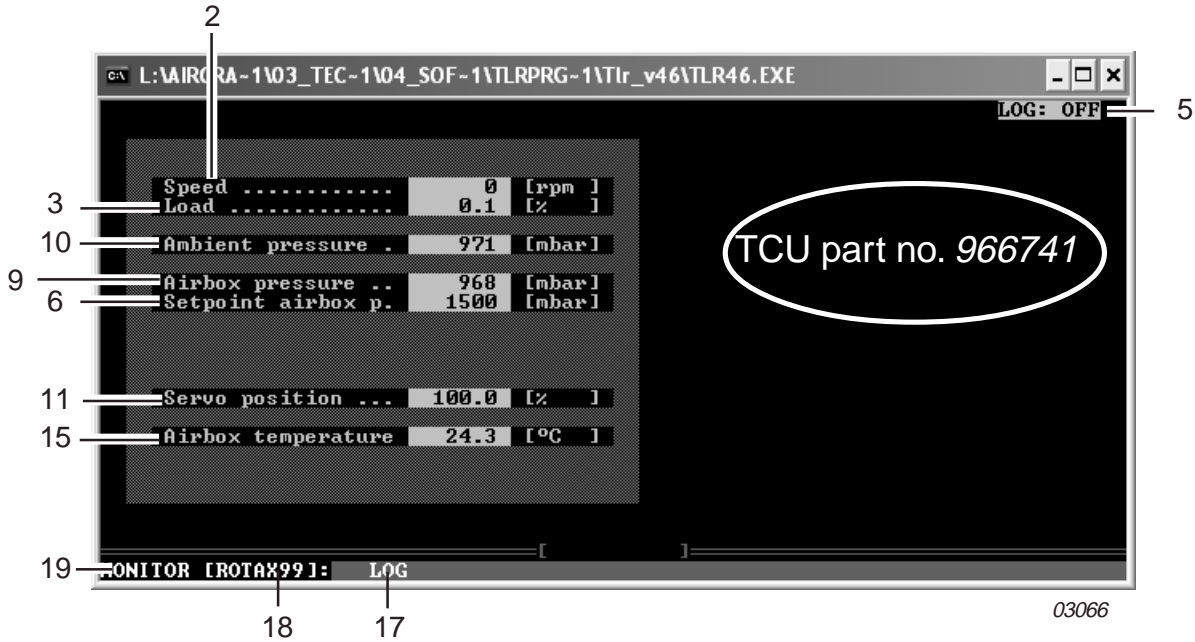 2
L:\AIRCRA~1\03_TEC~1\04_SOF~1\TLRPRG~1\Tlr_v46\TLR46.EXE
LOG: OFF 5
Speed ............ 0 [rpm ]
3 Load ............. 0.1 [% ]
10 Ambient pressure . 971 [mbar]
TCU part no. 966741
9 Airbox pressure .. 968 [mbar]
6 Setpoint airbox p. 1500 [mbar]
11 Servo position ... 100.0 [% ]
15 Airbox temperature 24.3 [ºC ]
[ ]
19 MONITOR [ROTAX99]: LOG
18 17
03066